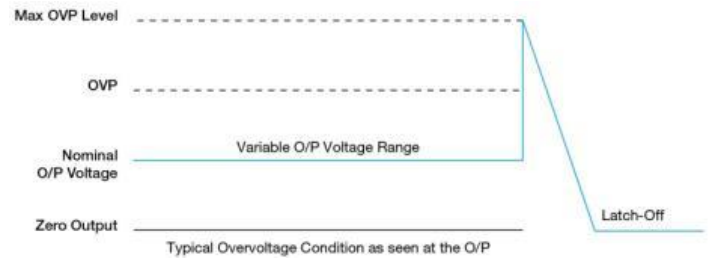 Max OVP Level
OVP
Variable O/P Voltage Range
Nominal
O/P Voltage
Zero Output
Latch-Off
Typical Overvoltage Condition as seen at the O/P